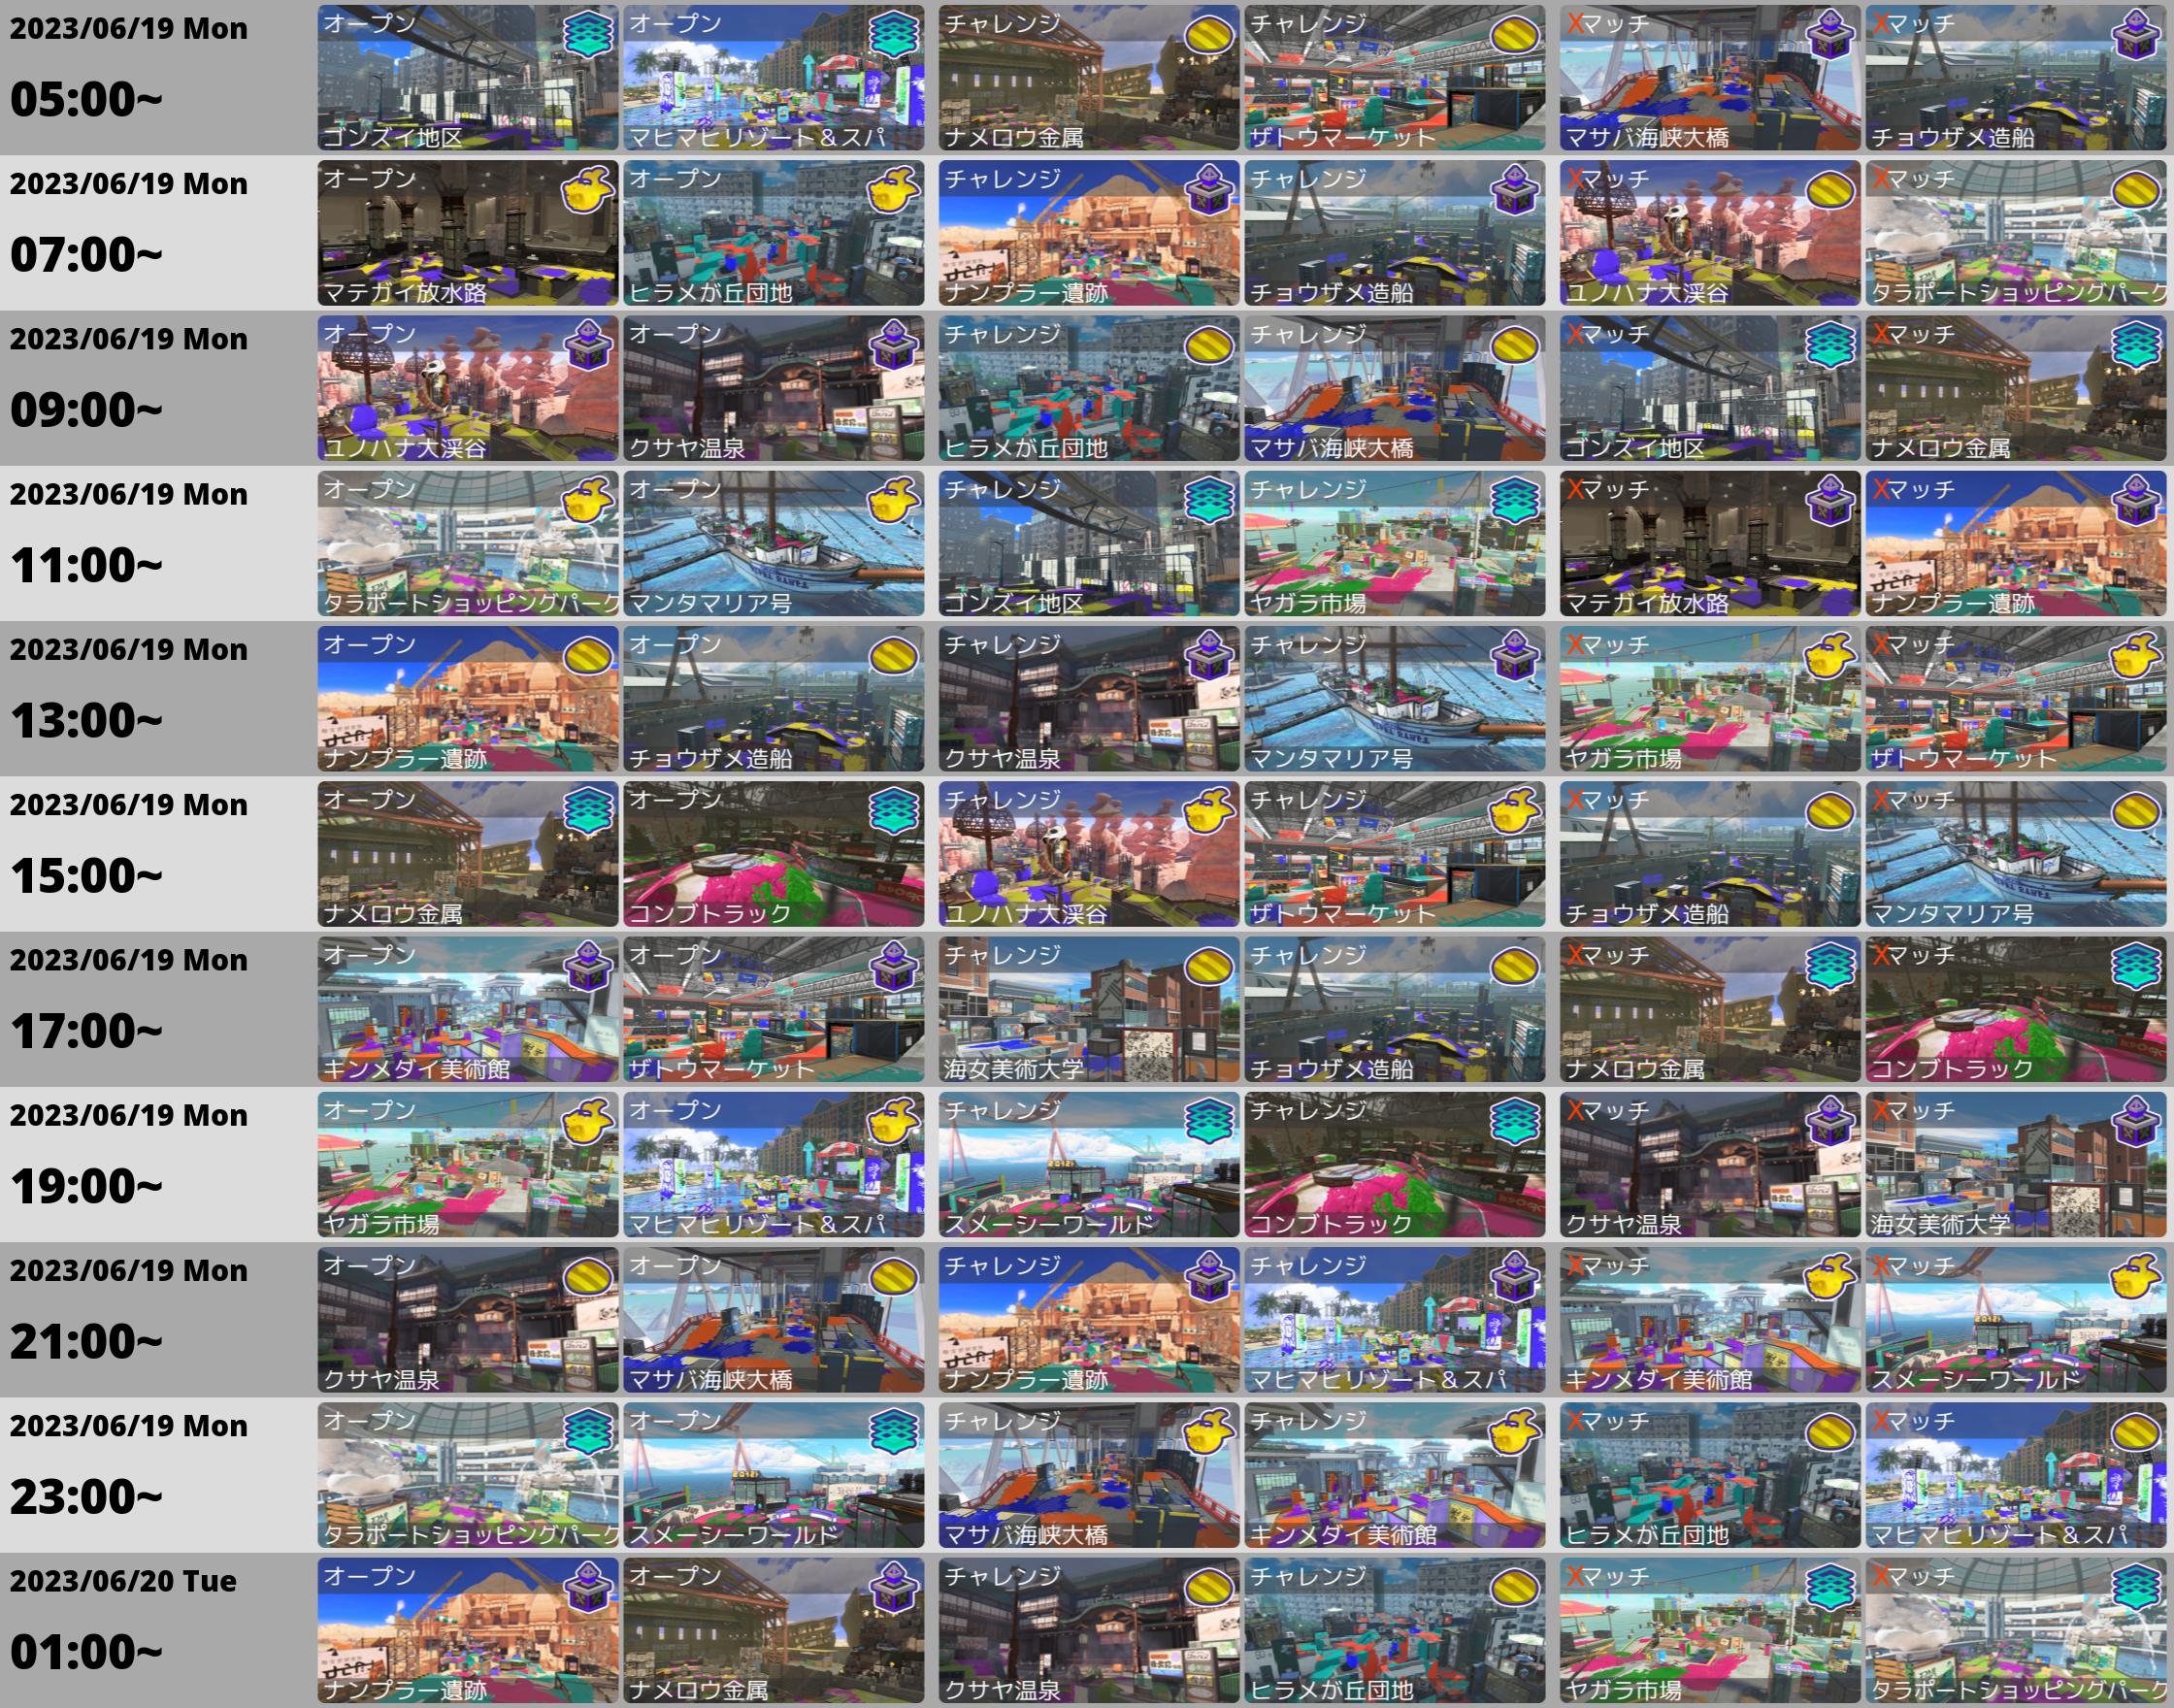 2023/06/19 Mon
05:00~
オープン オープン チャレンジ チャレンジ Xマッチ Xマッチ
ゴンズイ地区 マヒマヒリゾート＆スパ ナメロウ金属 ザトウマーケット マサバ海峡大橋 チョウザメ造船
2023/06/19 Mon
07:00~
オープン オープン チャレンジ チャレンジ Xマッチ Xマッチ
マテガイ放水路 ヒラメが丘団地 ナンプラー遺跡 チョウザメ造船 ユノハナ大渓谷 タラポートショッピングパーク
2023/06/19 Mon
09:00~
オープン オープン チャレンジ チャレンジ Xマッチ Xマッチ
ユノハナ大渓谷 クサヤ温泉 ヒラメが丘団地 マサバ海峡大橋 ゴンズイ地区 ナメロウ金属
2023/06/19 Mon
11:00~
オープン オープン チャレンジ チャレンジ Xマッチ Xマッチ
タラポートショッピングパーク マンタマリア号 ゴンズイ地区 ヤガラ市場 マテガイ放水路 ナンプラー遺跡
2023/06/19 Mon
13:00~
オープン オープン チャレンジ チャレンジ Xマッチ Xマッチ
ナンプラー遺跡 チョウザメ造船 クサヤ温泉 マンタマリア号 ヤガラ市場 ザトウマーケット
2023/06/19 Mon
15:00~
オープン オープン チャレンジ チャレンジ Xマッチ Xマッチ
ナメロウ金属 コンブトラック ユノハナ大渓谷 ザトウマーケット チョウザメ造船 マンタマリア号
2023/06/19 Mon
17:00~
オープン オープン チャレンジ チャレンジ Xマッチ Xマッチ
キンメダイ美術館 ザトウマーケット 海女美術大学 チョウザメ造船 ナメロウ金属 コンブトラック
2023/06/19 Mon
19:00~
オープン オープン チャレンジ チャレンジ Xマッチ Xマッチ
ヤガラ市場 マヒマヒリゾート＆スパ スメーシーワールド コンブトラック クサヤ温泉 海女美術大学
2023/06/19 Mon
21:00~
オープン オープン チャレンジ チャレンジ Xマッチ Xマッチ
クサヤ温泉 マサバ海峡大橋 ナンプラー遺跡 マヒマヒリゾート＆スパ キンメダイ美術館 スメーシーワールド
2023/06/19 Mon
23:00~
オープン オープン チャレンジ チャレンジ Xマッチ Xマッチ
タラポートショッピングパーク スメーシーワールド マサバ海峡大橋 キンメダイ美術館 ヒラメが丘団地 マヒマヒリゾート＆スパ
2023/06/20 Tue
01:00~
オープン オープン チャレンジ チャレンジ Xマッチ Xマッチ
ナンプラー遺跡 ナメロウ金属 クサヤ温泉 ヒラメが丘団地 ヤガラ市場 タラポートショッピングパーク